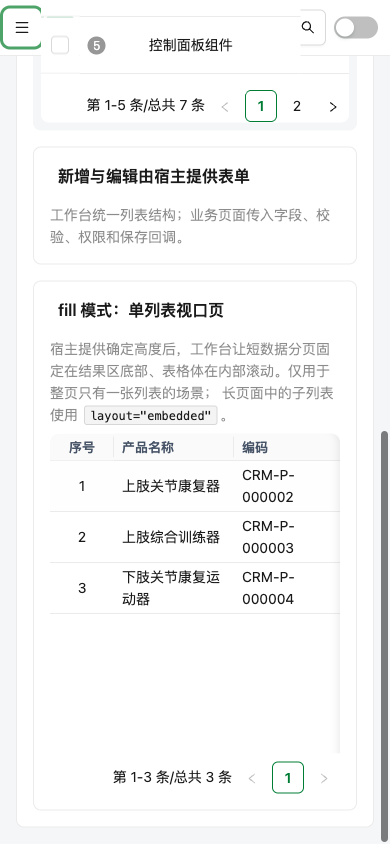 5 控制面板组件
第 1-5 条/总共 7 条 < 1 2 >
新增与编辑由宿主提供表单
工作台统一列表结构；业务页面传入字段、校
验、权限和保存回调。
fill 模式：单列表视口页
宿主提供确定高度后，工作台让短数据分页固
定在结果区底部、表格体在内部滚动。仅用于
整页只有一张列表的场景； 长页面中的子列表
使用 layout="embedded" 。
序号 产品名称 编码
1 上肢关节康复器 CRM-P-
000002
2 上肢综合训练器 CRM-P-
000003
3 下肢关节康复运
动器 CRM-P-
000004
第 1-3 条/总共 3 条 < 1 >